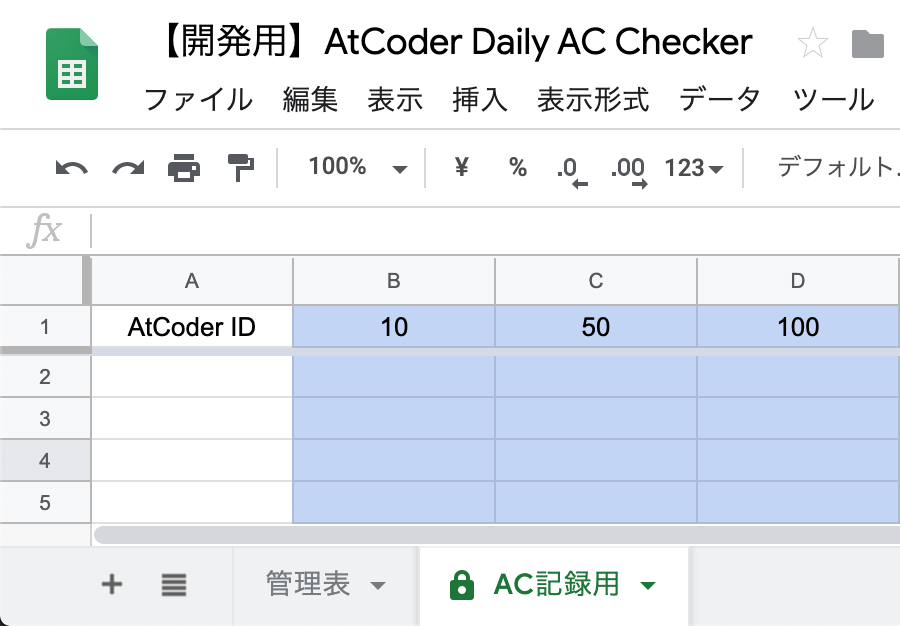 【開発用】AtCoder Daily AC Checker
ファイル 編集 表示 挿入 表示形式 データ ツール
100% ¥ % .0 .00 123 デフォルト...
fx
A B C D
1 AtCoder ID 10 50 100
2
3
4
5
+ 管理表 AC記録用